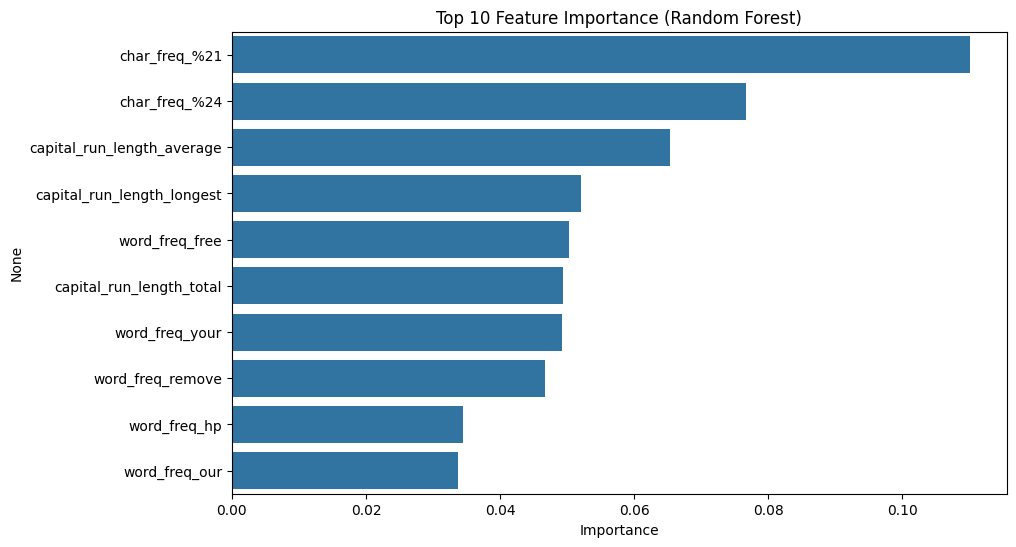 Top 10 Feature Importance (Random Forest)
char_freq_%21
char_freq_%24
capital_run_length_average
capital_run_length_longest
word_freq_free
capital_run_length_total
word_freq_your
word_freq_remove
word_freq_hp
word_freq_our
None
0.00 0.02 0.04 0.06 0.08 0.10
Importance